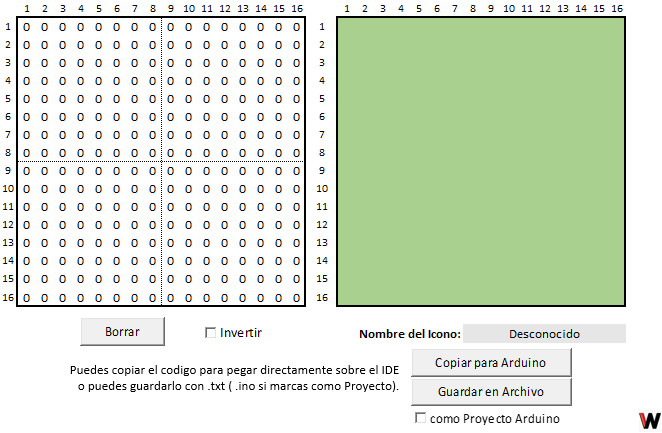 1 2 3 4 5 6 7 8 9 10 11 12 13 14 15 16 1 2 3 4 5 6 7 8 9 10 11 12 13 14 15 16
1 0 0 0 0 0 0 0 0 0 0 0 0 0 0 0 0 1
2 0 0 0 0 0 0 0 0 0 0 0 0 0 0 0 0 2
3 0 0 0 0 0 0 0 0 0 0 0 0 0 0 0 0 3
4 0 0 0 0 0 0 0 0 0 0 0 0 0 0 0 0 4
5 0 0 0 0 0 0 0 0 0 0 0 0 0 0 0 0 5
6 0 0 0 0 0 0 0 0 0 0 0 0 0 0 0 0 6
7 0 0 0 0 0 0 0 0 0 0 0 0 0 0 0 0 7
8 0 0 0 0 0 0 0 0 0 0 0 0 0 0 0 0 8
9 0 0 0 0 0 0 0 0 0 0 0 0 0 0 0 0 9
10 0 0 0 0 0 0 0 0 0 0 0 0 0 0 0 0 10
11 0 0 0 0 0 0 0 0 0 0 0 0 0 0 0 0 11
12 0 0 0 0 0 0 0 0 0 0 0 0 0 0 0 0 12
13 0 0 0 0 0 0 0 0 0 0 0 0 0 0 0 0 13
14 0 0 0 0 0 0 0 0 0 0 0 0 0 0 0 0 14
15 0 0 0 0 0 0 0 0 0 0 0 0 0 0 0 0 15
16 0 0 0 0 0 0 0 0 0 0 0 0 0 0 0 0 16
Borrar Invertir Nombre del Icono: Desconocido
Puedes copiar el codigo para pegar directamente sobre el IDE
o puedes guardarlo con .txt ( .ino si marcas como Proyecto).
Copiar para Arduino
Guardar en Archivo
como Proyecto Arduino
W